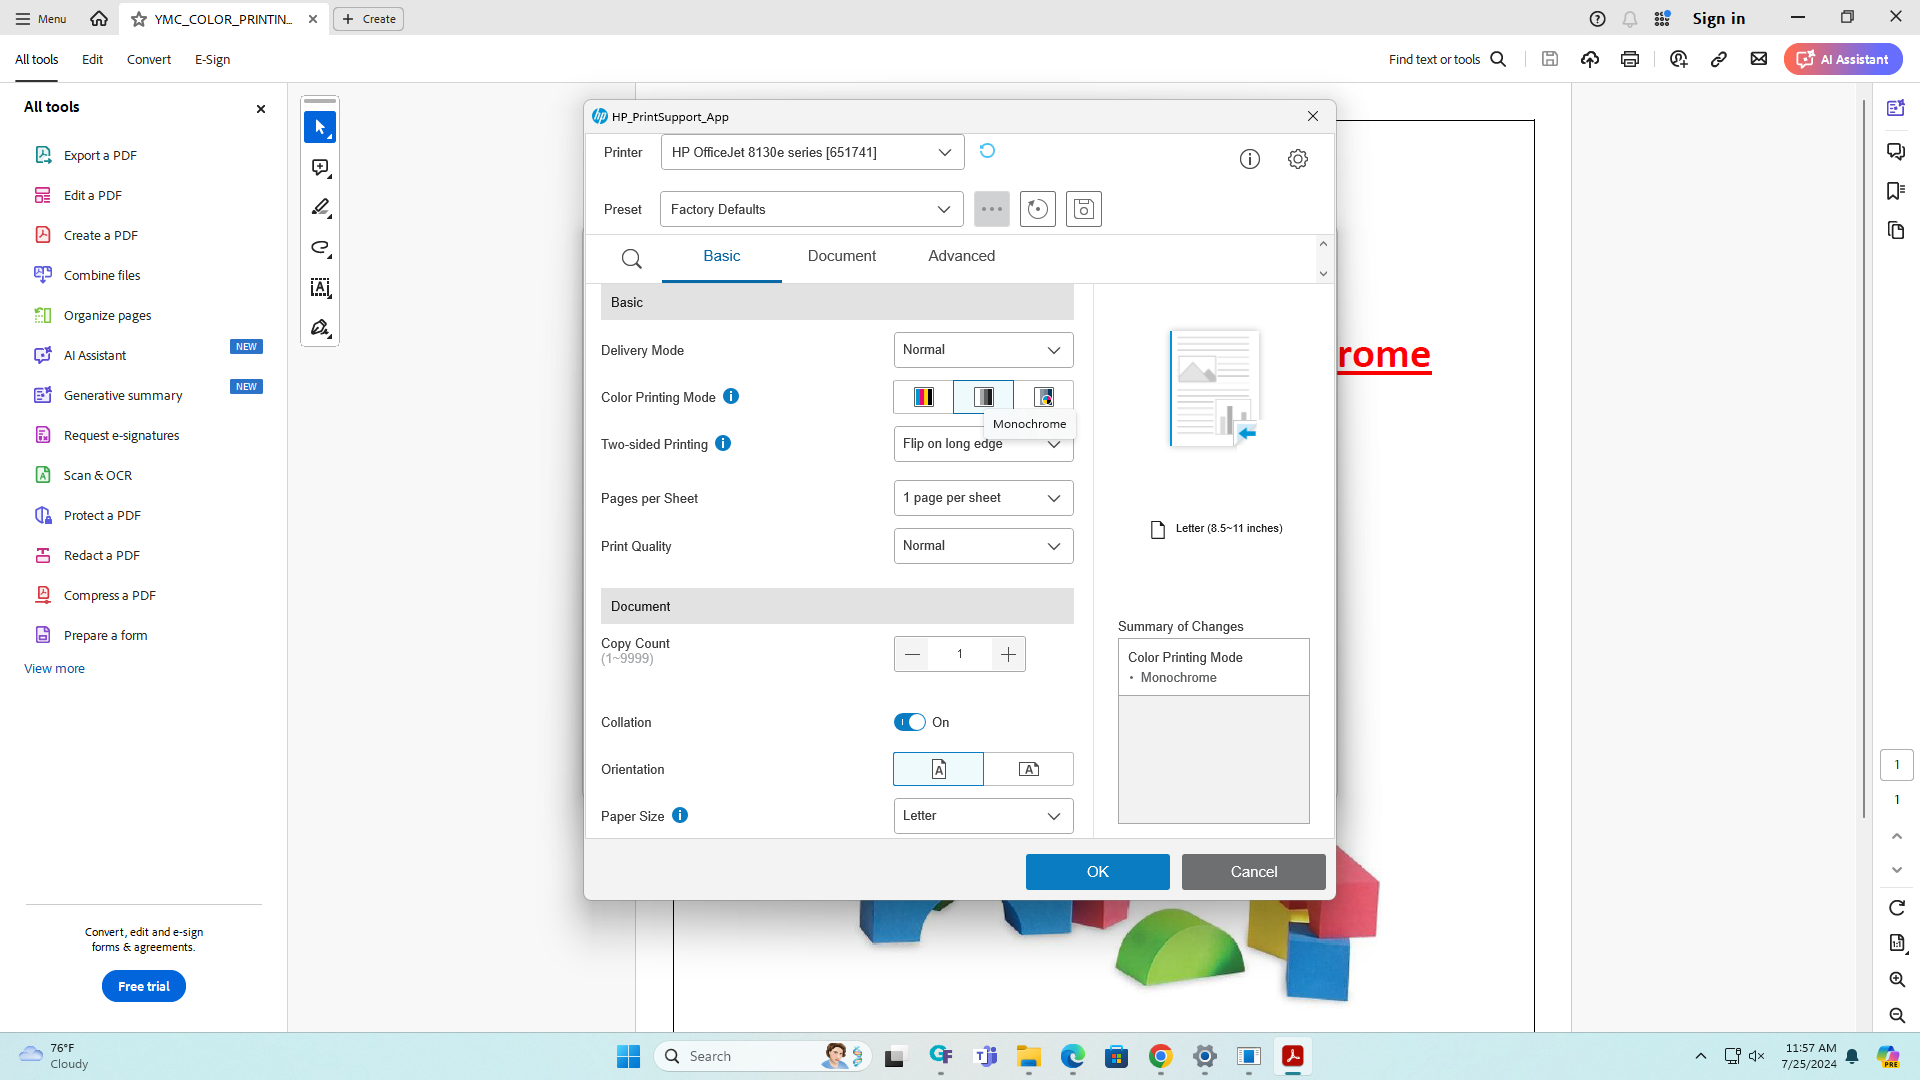 Menu
YMC_COLOR_PRINTIN...
Create
Sign in
All tools
Edit
Convert
E-Sign
Find text or tools
AI Assistant
All tools
Export a PDF
Edit a PDF
Create a PDF
Combine files
Organize pages
AI Assistant
NEW
Generative summary
NEW
Request e-signatures
Scan & OCR
Protect a PDF
Redact a PDF
Compress a PDF
Prepare a form
View more
Convert, edit and e-sign
forms & agreements.
Free trial
HP_PrintSupport_App
Printer
HP OfficeJet 8130e series [651741]
Preset
Factory Defaults
Basic
Document
Advanced
Basic
Delivery Mode
Normal
Color Printing Mode
Monochrome
Two-sided Printing
Flip on long edge
Pages per Sheet
1 page per sheet
Print Quality
Normal
Document
Copy Count
(1~9999)
1
Collation
On
Orientation
Paper Size
Letter
Letter (8.5~11 inches)
Summary of Changes
Color Printing Mode
• Monochrome
OK
Cancel
rome
1
1
76°F
Cloudy
Search
11:57 AM
7/25/2024